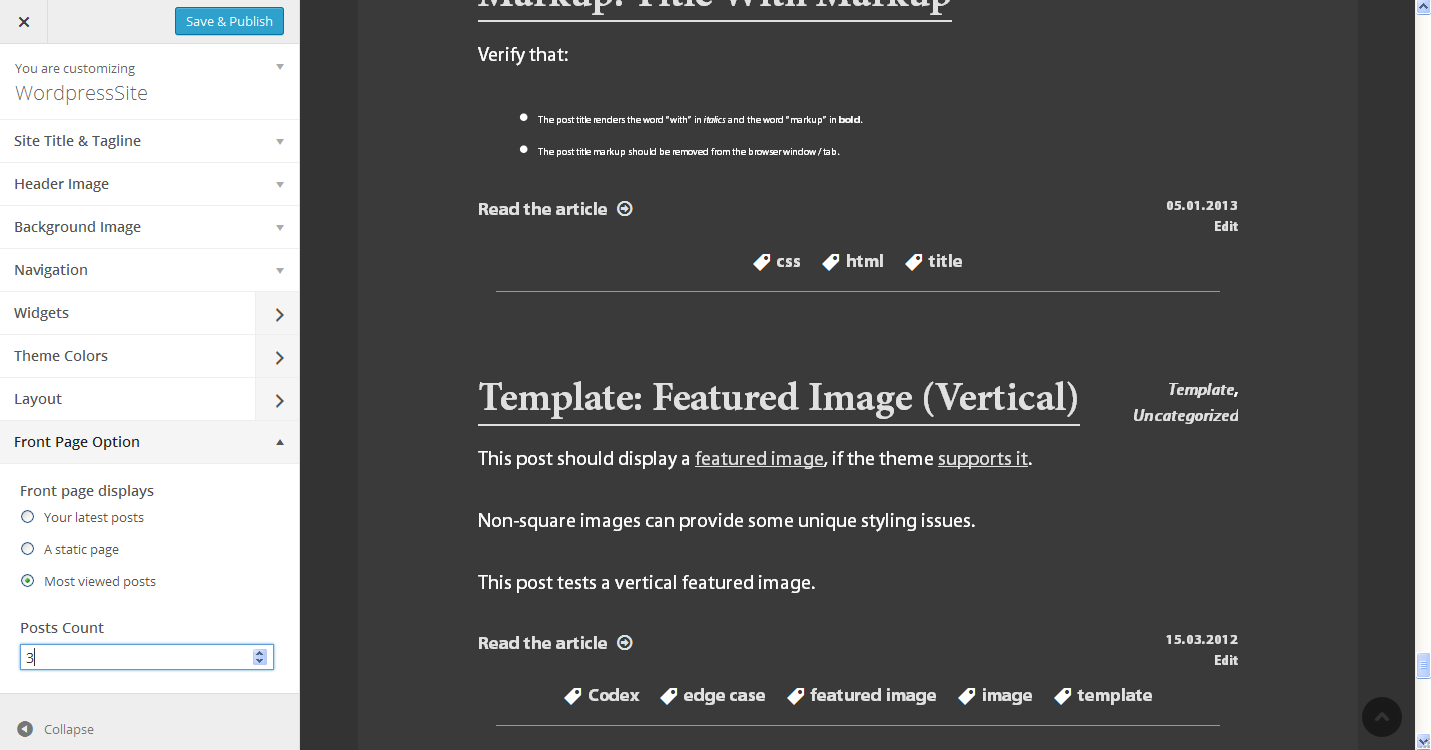 Save & Publish
You are customizing
WordpressSite
Site Title & Tagline
Header Image
Background Image
Navigation
Widgets
Theme Colors
Layout
Front Page Option
Front page displays
Your latest posts
A static page
Most viewed posts
Posts Count
3
Collapse
Markup: Title With Markup
Verify that:
The post title renders the word "with" in italics and the word "markup" in bold.
The post title markup should be removed from the browser window / tab.
Read the article
05.01.2013
Edit
css html title
Template: Featured Image (Vertical)
Template,
Uncategorized
This post should display a featured image, if the theme supports it.
Non-square images can provide some unique styling issues.
This post tests a vertical featured image.
Read the article
15.03.2012
Edit
Codex edge case featured image image template